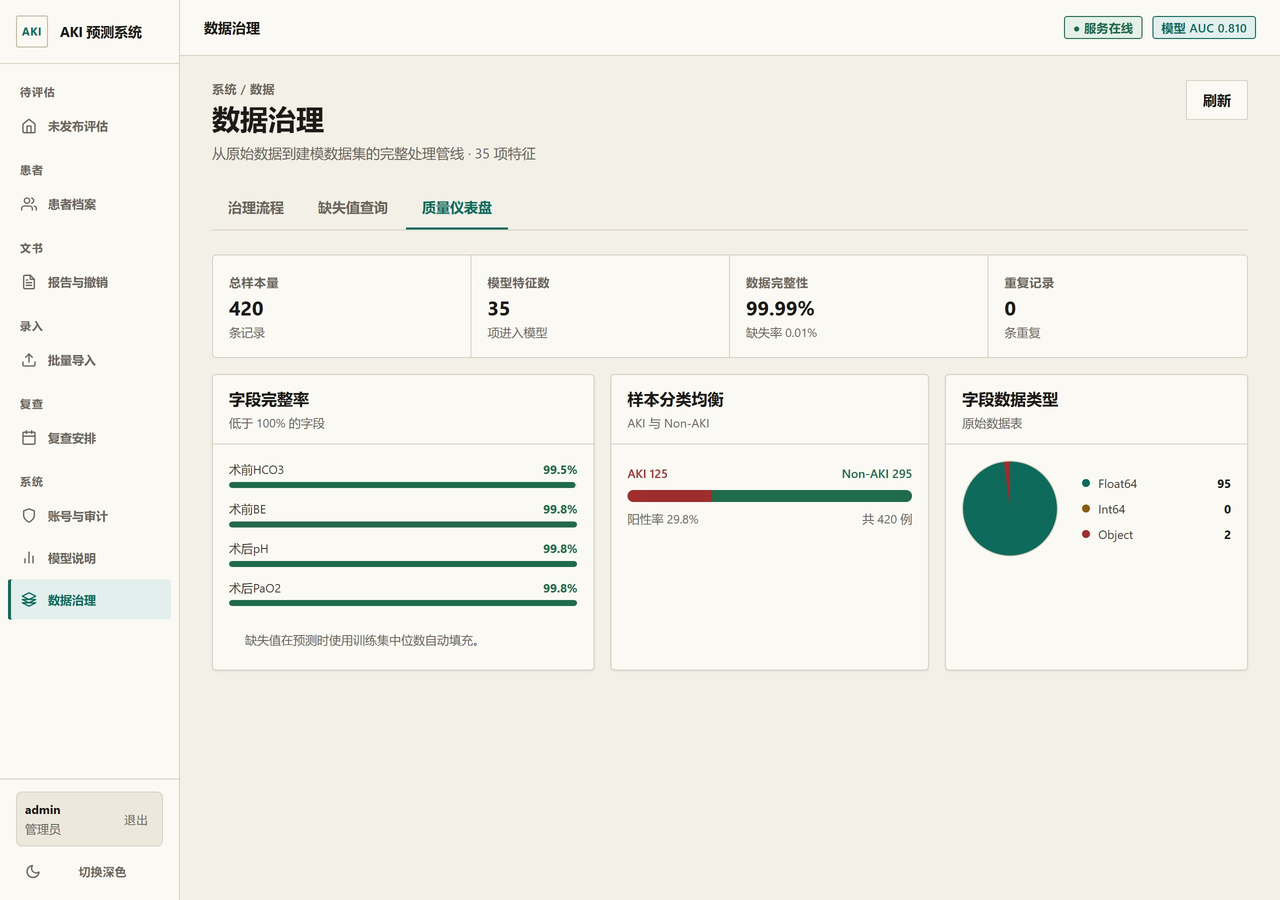 AKI
AKI 预测系统
待评估
未发布评估
患者
患者档案
文书
报告与撤销
录入
批量导入
复查
复查安排
系统
账号与审计
模型说明
数据治理
admin
管理员
退出
切换深色
数据治理
服务在线
模型 AUC 0.810
系统 / 数据
数据治理
从原始数据到建模数据集的完整处理管线 · 35 项特征
刷新
治理流程
缺失值查询
质量仪表盘
总样本量
420
条记录
模型特征数
35
项进入模型
数据完整性
99.99%
缺失率 0.01%
重复记录
0
条重复
字段完整率
低于 100% 的字段
术前HCO3 99.5%
术前BE 99.8%
术后pH 99.8%
术后PaO2 99.8%
缺失值在预测时使用训练集中位数自动填充。
样本分类均衡
AKI 与 Non-AKI
AKI 125 Non-AKI 295
阳性率 29.8% 共 420 例
字段数据类型
原始数据表
Float64 95
Int64 0
Object 2